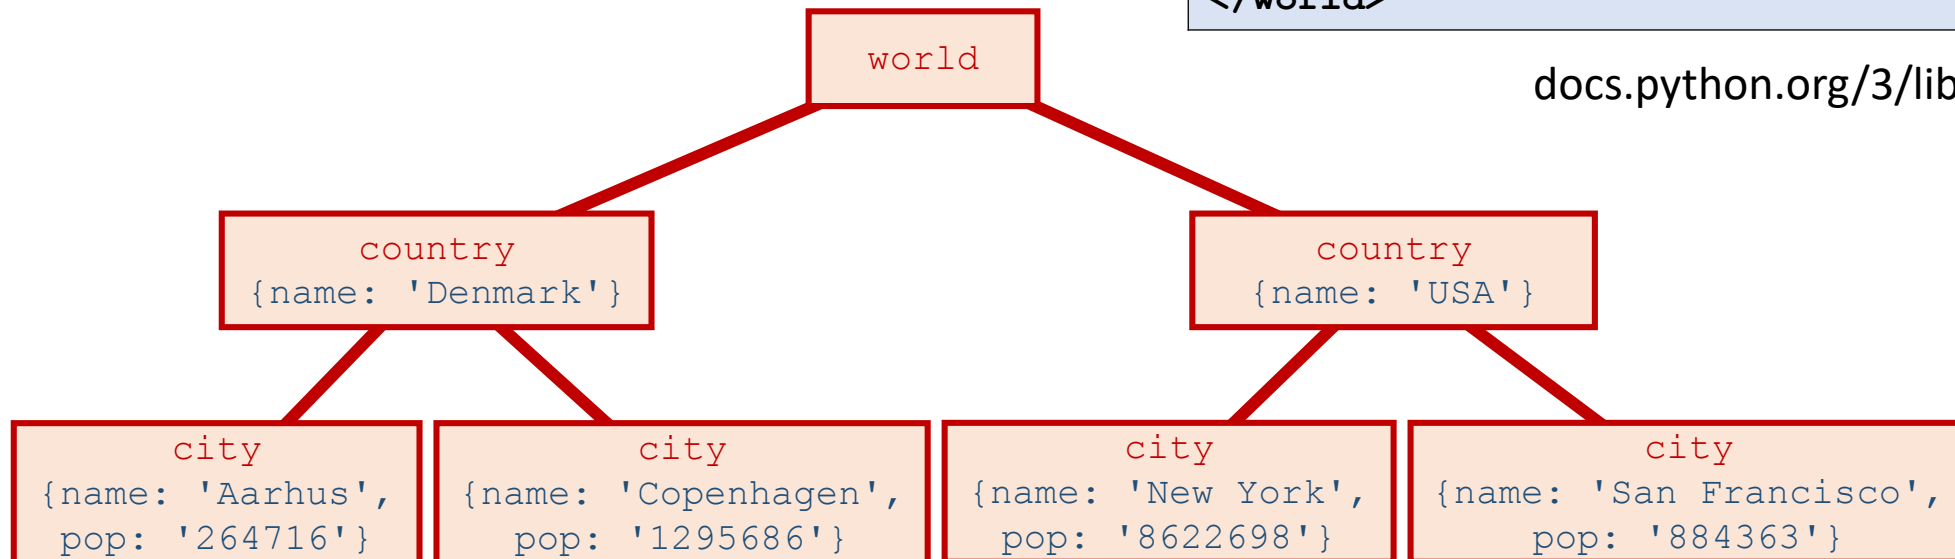 </world>
world
docs.python.org/3/lib
country
{name: 'Denmark'}
country
{name: 'USA'}
city
{name: 'Aarhus',
pop: '264716'}
city
{name: 'Copenhagen',
pop: '1295686'}
city
{name: 'New York',
pop: '8622698'}
city
{name: 'San Francisco',
pop: '884363'}